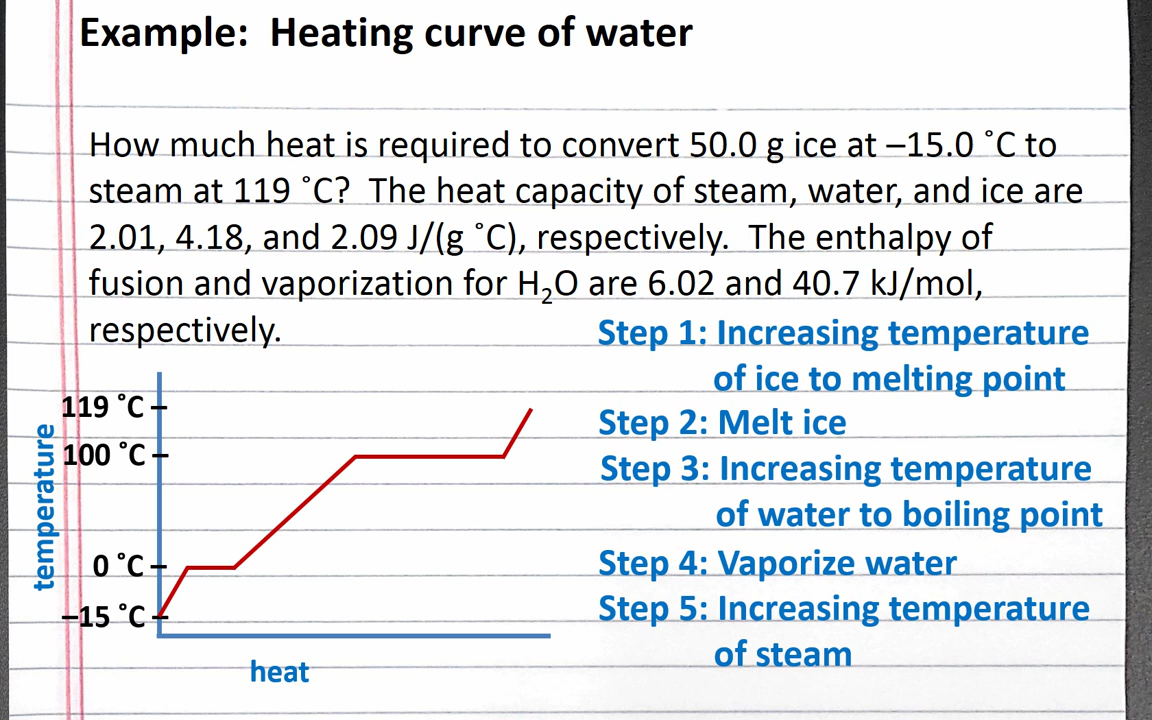 Example:  Heating curve of water
How much heat is required to convert 50.0 g ice at –15.0 ˚C to
steam at 119 ˚C?  The heat capacity of steam, water, and ice are
2.01, 4.18, and 2.09 J/(g ˚C), respectively.  The enthalpy of
fusion and vaporization for H₂O are 6.02 and 40.7 kJ/mol,
respectively.
Step 1: Increasing temperature
of ice to melting point
Step 2: Melt ice
Step 3: Increasing temperature
of water to boiling point
Step 4: Vaporize water
Step 5: Increasing temperature
of steam
temperature
119 ˚C
100 ˚C
0 ˚C
–15 ˚C
heat